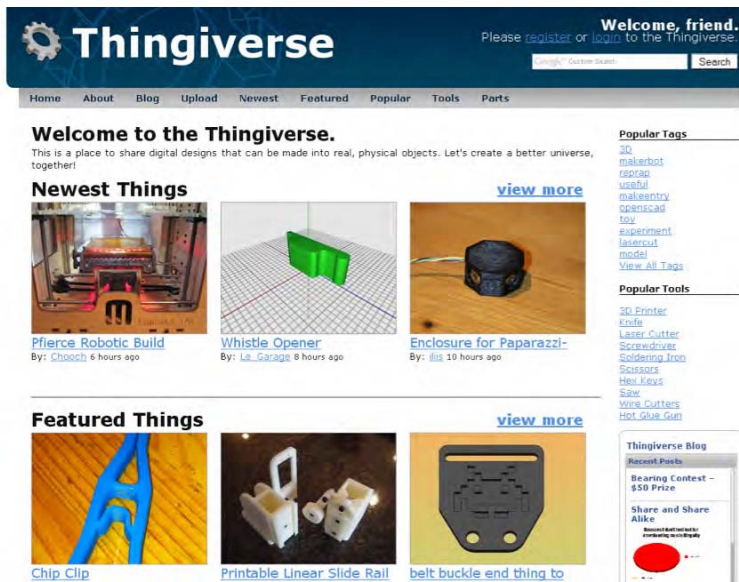 Thingiverse
Welcome, friend.
Please register or login to the Thingiverse.
Google™ Custom Search
Search
Home About Blog Upload Newest Featured Popular Tools Parts
Welcome to the Thingiverse.
This is a place to share digital designs that can be made into real, physical objects. Let's create a better universe,
together!
Newest Things
view more
Pfierce Robotic Build
By: Chooch 6 hours ago
Whistle Opener
By: Le_Garage 8 hours ago
Enclosure for Paparazzi-
By: 10 hours ago
Featured Things
view more
Chip Clip
Printable Linear Slide Rail
belt buckle end thing to
Popular Tags
3D
makerbot
reprap
useful
makeentry
openscad
toy
experiment
lasercut
model
View All Tags
Popular Tools
3D Printer
Knife
Laser Cutter
Screwdriver
Soldering Iron
Scissors
Hex Keys
Saw
Wire Cutters
Hot Glue Gun
Thingiverse Blog
Recent Posts
Bearing Contest –
$50 Prize
Share and Share
Alike